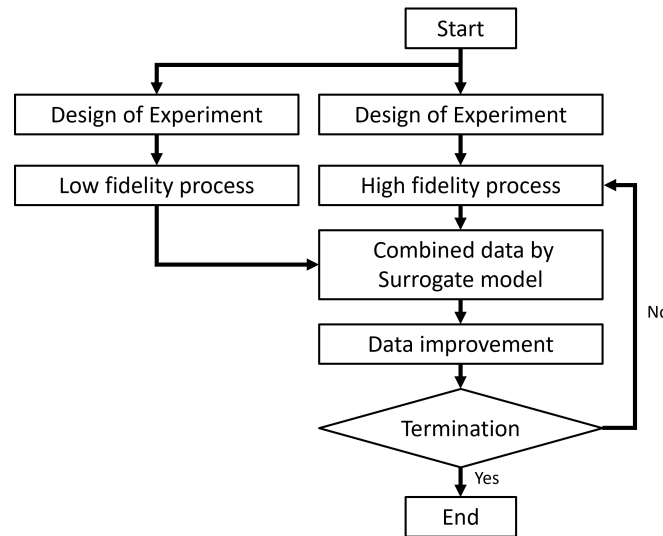 Start
Design of Experiment
Design of Experiment
Low fidelity process
High fidelity process
Combined data by
Surrogate model
Data improvement
No
Termination
Yes
End